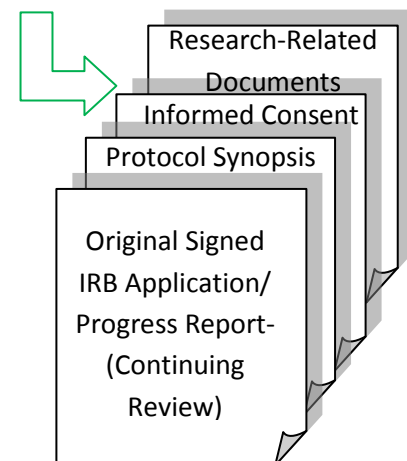 Research-Related
Documents
Informed Consent
Protocol Synopsis
Original Signed
IRB Application/
Progress Report-
(Continuing
Review)